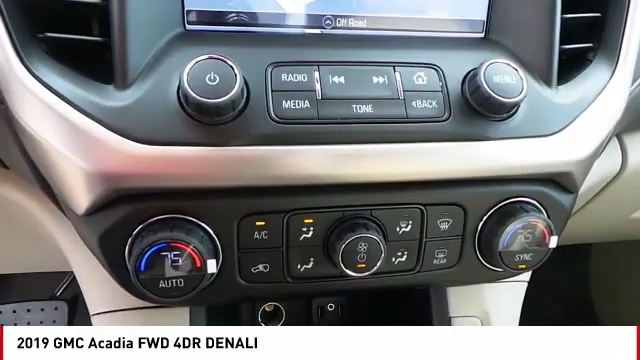 Off Road
RADIO
MEDIA
TONE
BACK
MENU
75
AUTO
A/C
REAR
75
SYNC
2019 GMC Acadia FWD 4DR DENALI